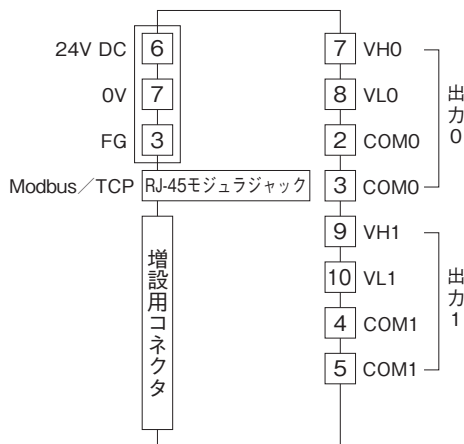 24V DC 6
0V 7
FG 3
Modbus／TCP RJ-45モジュラジャック
増設用コネクタ
7 VH0
8 VL0
2 COM0
3 COM0
出力0
9 VH1
10 VL1
4 COM1
5 COM1
出力1